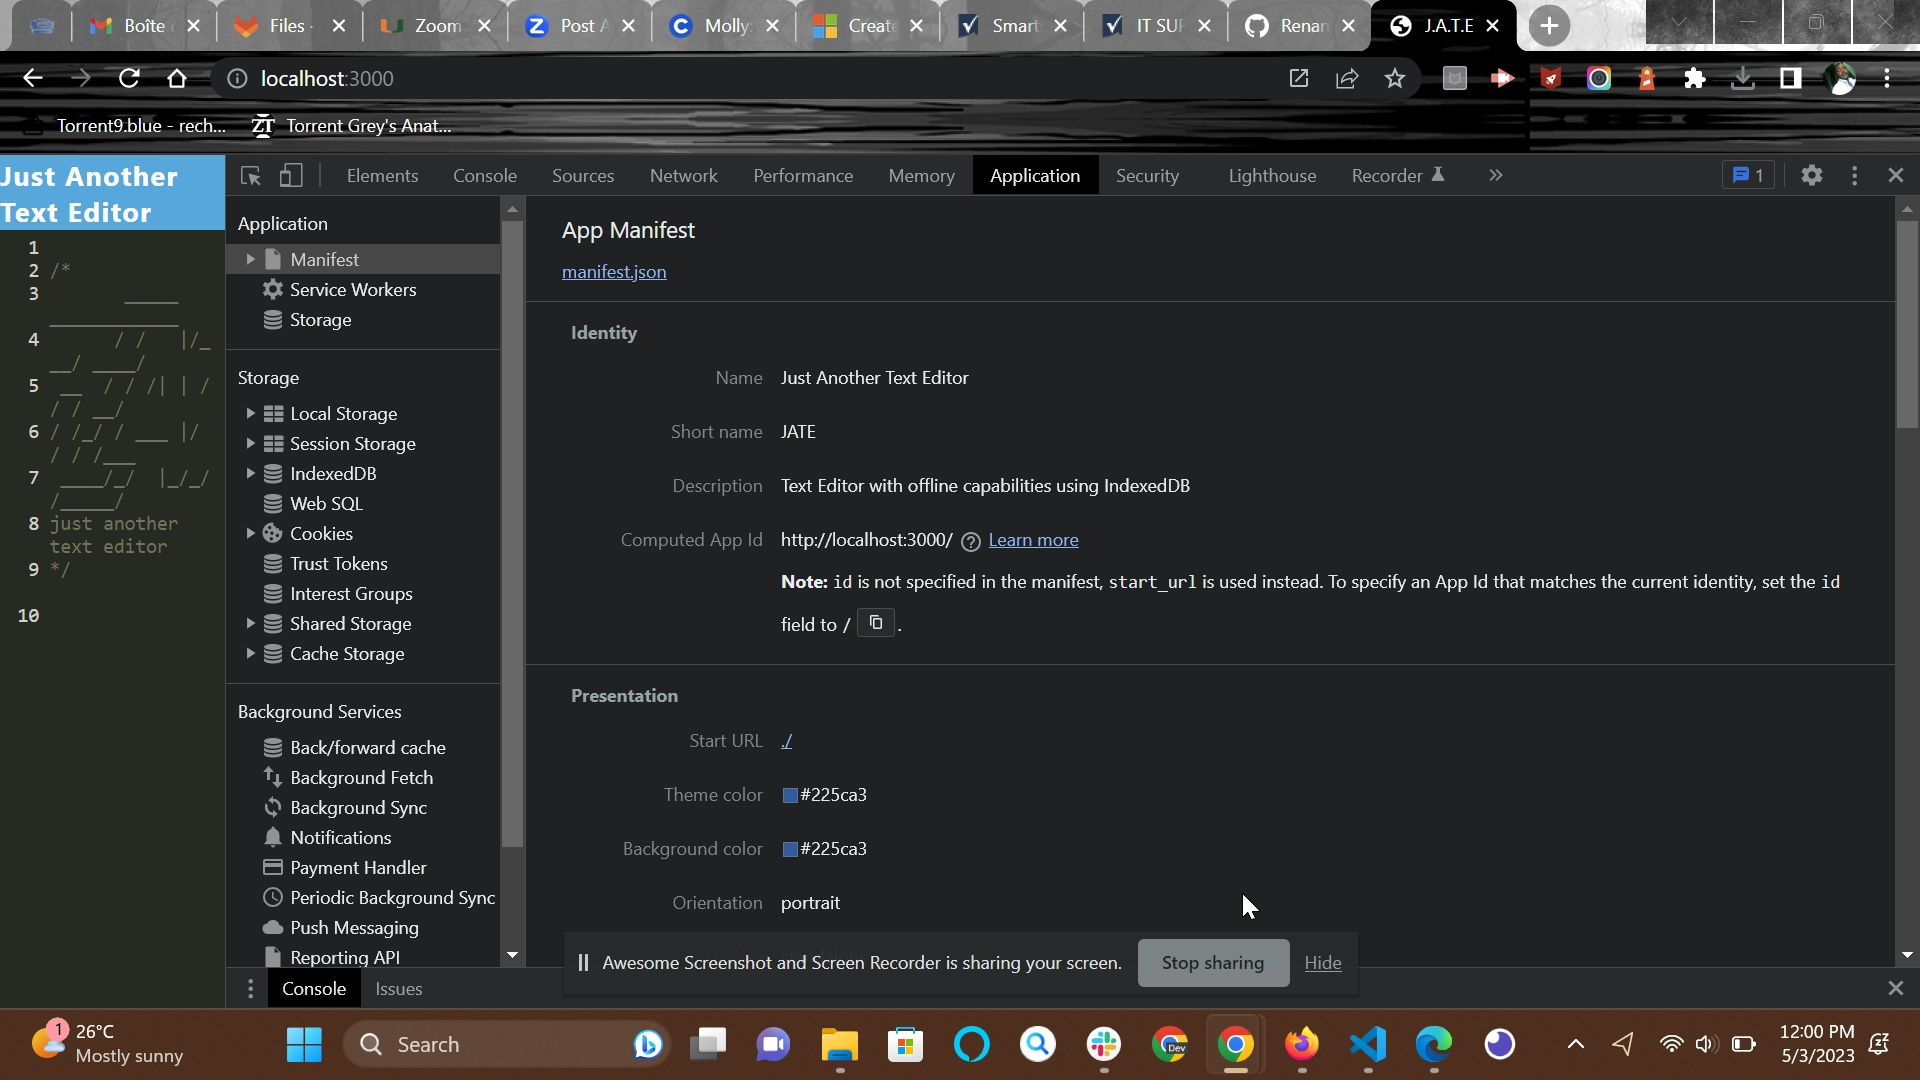 Boîte
Files
Zoom
Post A
Molly
Create
Smart
IT SUF
Renan
J.A.T.E
localhost:3000
Torrent9.blue - rech...
ZT Torrent Grey's Anat...
Just Another
Text Editor
Elements Console Sources Network Performance Memory Application Security Lighthouse Recorder 1
1
2 /*
3 _____
_____________
4 / / |/_
__/ ____/
5 __ / / /| | /
/ / __/
6 / /_/ / ___ |/
/ / /___
7 ____/_/ |_/_/
/_____/
8 just another
text editor
9 */
10
Application
Manifest
Service Workers
Storage
Storage
Local Storage
Session Storage
IndexedDB
Web SQL
Cookies
Trust Tokens
Interest Groups
Shared Storage
Cache Storage
Background Services
Back/forward cache
Background Fetch
Background Sync
Notifications
Payment Handler
Periodic Background Sync
Push Messaging
Reporting API
App Manifest
manifest.json
Identity
Name Just Another Text Editor
Short name JATE
Description Text Editor with offline capabilities using IndexedDB
Computed App Id http://localhost:3000/ Learn more
Note: id is not specified in the manifest, start_url is used instead. To specify an App Id that matches the current identity, set the id
field to / .
Presentation
Start URL ./
Theme color #225ca3
Background color #225ca3
Orientation portrait
Awesome Screenshot and Screen Recorder is sharing your screen. Stop sharing Hide
Console Issues
1
26°C
Mostly sunny
Search
Dev
12:00 PM
5/3/2023